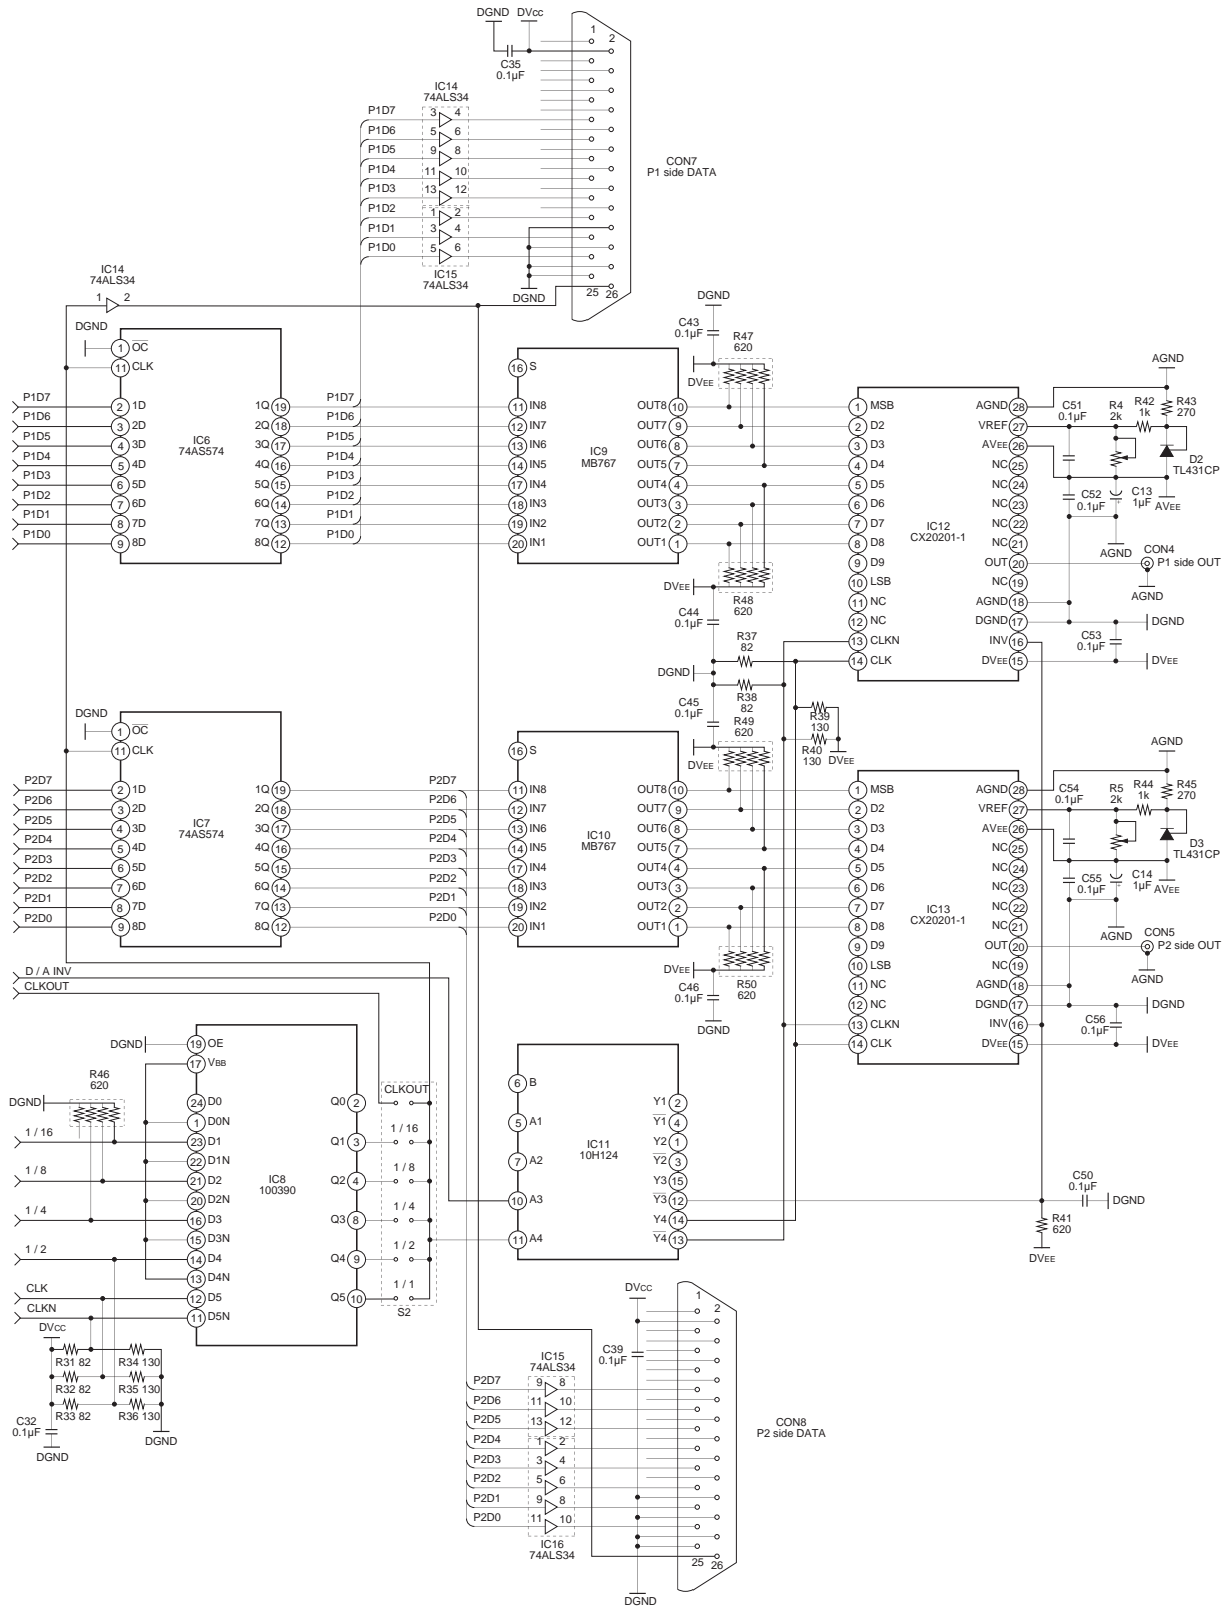 DGND
DVCC
1
2
C35
0.1µF
IC14
74ALS34
P1D7
3
4
P1D6
5
6
P1D5
9
8
P1D4
11
10
P1D3
13
12
P1D2
1
2
P1D1
3
4
P1D0
5
6
IC15
74ALS34
DGND
25
26
CON7
P1 side DATA
IC14
74ALS34
1
2
DGND
1
OC
11
CLK
P1D7
2
1D
1Q
19
P1D7
P1D6
3
2D
2Q
18
P1D6
P1D5
4
3D
3Q
17
P1D5
P1D4
5
4D
4Q
16
P1D4
P1D3
6
5D
5Q
15
P1D3
P1D2
7
6D
6Q
14
P1D2
P1D1
8
7D
7Q
13
P1D1
P1D0
9
8D
8Q
12
P1D0
IC6
74AS574
16
S
11
IN8
OUT8
10
12
IN7
OUT7
9
13
IN6
OUT6
8
14
IN5
OUT5
7
17
IN4
OUT4
4
18
IN3
OUT3
3
19
IN2
OUT2
2
20
IN1
OUT1
1
IC9
MB767
DGND
C43
0.1µF
R47
620
DVEE
DVEE
R48
620
C44
0.1µF
R37
82
DGND
R38
82
C45
0.1µF
R49
620
DVEE
R39
130
R40
130
DVEE
1
MSB
AGND
28
2
D2
VREF
27
3
D3
AVEE
26
4
D4
NC
25
5
D5
NC
24
6
D6
NC
23
7
D7
NC
22
8
D8
NC
21
9
D9
OUT
20
10
LSB
NC
19
11
NC
AGND
18
12
NC
DGND
17
13
CLKN
INV
16
14
CLK
DVEE
15
IC12
CX20201-1
AGND
C51
0.1µF
R4
2k
R42
1k
R43
270
D2
TL431CP
C52
0.1µF
C13
1µF
AVEE
AGND
CON4
P1 side OUT
AGND
DGND
C53
0.1µF
DVEE
DGND
1
OC
11
CLK
P2D7
2
1D
1Q
19
P2D7
P2D6
3
2D
2Q
18
P2D6
P2D5
4
3D
3Q
17
P2D5
P2D4
5
4D
4Q
16
P2D4
P2D3
6
5D
5Q
15
P2D3
P2D2
7
6D
6Q
14
P2D2
P2D1
8
7D
7Q
13
P2D1
P2D0
9
8D
8Q
12
P2D0
IC7
74AS574
16
S
11
IN8
OUT8
10
12
IN7
OUT7
9
13
IN6
OUT6
8
14
IN5
OUT5
7
17
IN4
OUT4
4
18
IN3
OUT3
3
19
IN2
OUT2
2
20
IN1
OUT1
1
IC10
MB767
DVEE
C46
0.1µF
R50
620
DGND
1
MSB
AGND
28
2
D2
VREF
27
3
D3
AVEE
26
4
D4
NC
25
5
D5
NC
24
6
D6
NC
23
7
D7
NC
22
8
D8
NC
21
9
D9
OUT
20
10
LSB
NC
19
11
NC
AGND
18
12
NC
DGND
17
13
CLKN
INV
16
14
CLK
DVEE
15
IC13
CX20201-1
AGND
C54
0.1µF
R5
2k
R44
1k
R45
270
D3
TL431CP
C55
0.1µF
C14
1µF
AVEE
AGND
CON5
P2 side OUT
AGND
DGND
C56
0.1µF
DVEE
D / A INV
CLKOUT
DGND
19
OE
17
VBB
R46
620
DGND
24
D0
Q0
2
1
D0N
1 / 16
23
D1
Q1
3
22
D1N
1 / 8
21
D2
Q2
4
20
D2N
1 / 4
16
D3
Q3
8
15
D3N
1 / 2
14
D4
Q4
9
13
D4N
CLK
12
D5
Q5
10
CLKN
11
D5N
IC8
100390
CLKOUT
1 / 16
1 / 8
1 / 4
1 / 2
1 / 1
S2
DVCC
R31 82
R34 130
R32 82
R35 130
R33 82
R36 130
C32
0.1µF
DGND
DGND
6
B
Y1
2
5
A1
Y1
4
Y2
1
7
A2
Y2
3
Y3
15
10
A3
Y3
12
Y4
14
11
A4
Y4
13
IC11
10H124
C50
0.1µF
DGND
R41
620
DVEE
DVCC
1
2
C39
0.1µF
IC15
74ALS34
P2D7
9
8
P2D6
11
10
P2D5
13
12
P2D4
1
2
P2D3
3
4
P2D2
5
6
P2D1
9
8
P2D0
11
10
IC16
74ALS34
25
26
DGND
CON8
P2 side DATA